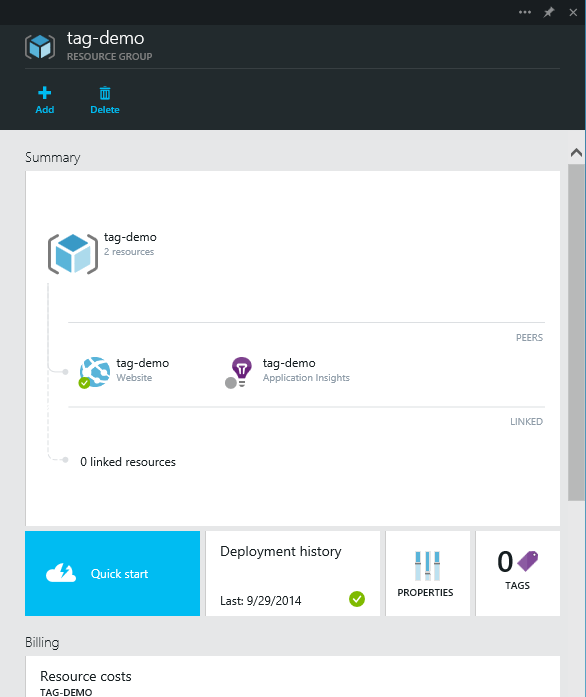 tag-demo
RESOURCE GROUP
Add
Delete
Summary
tag-demo
2 resources
PEERS
tag-demo
Website
tag-demo
Application Insights
LINKED
0 linked resources
Quick start
Deployment history
Last: 9/29/2014
PROPERTIES
0
TAGS
Billing
Resource costs
TAG-DEMO